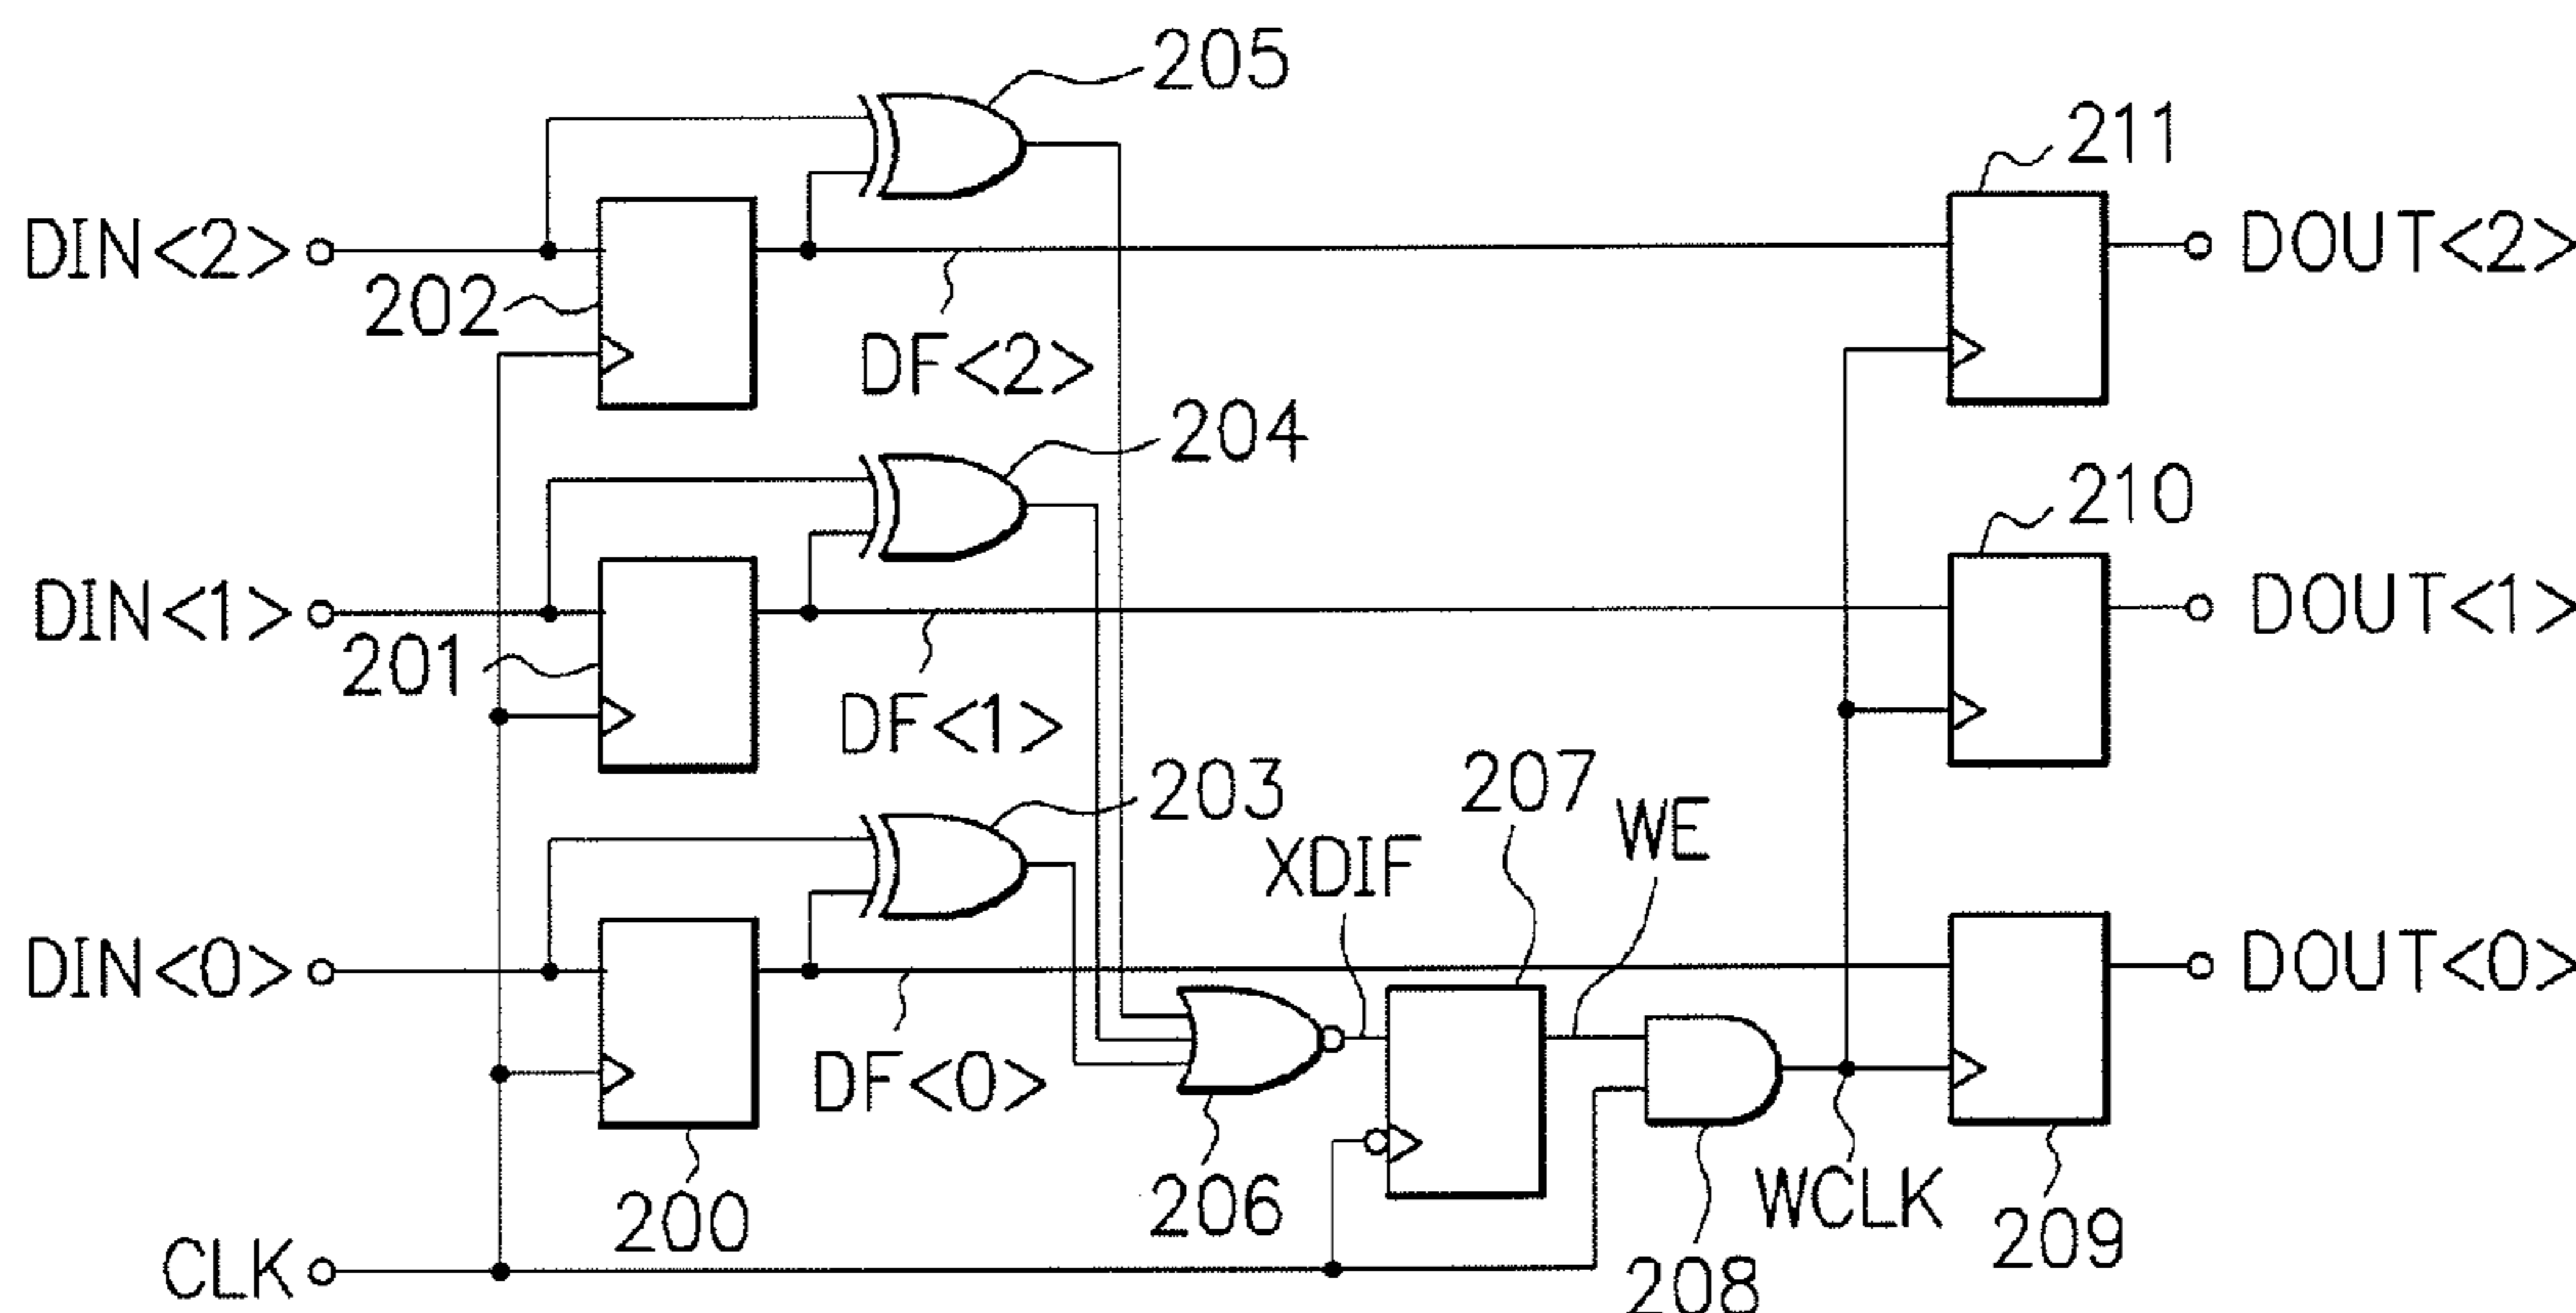 205
211
DIN<2>
202
DOUT<2>
DF<2>
204
210
DIN<1>
201
DOUT<1>
DF<1>
203
207
WE
XDIF
DIN<0>
DOUT<0>
DF<0>
200
206
WCLK
209
CLK
208